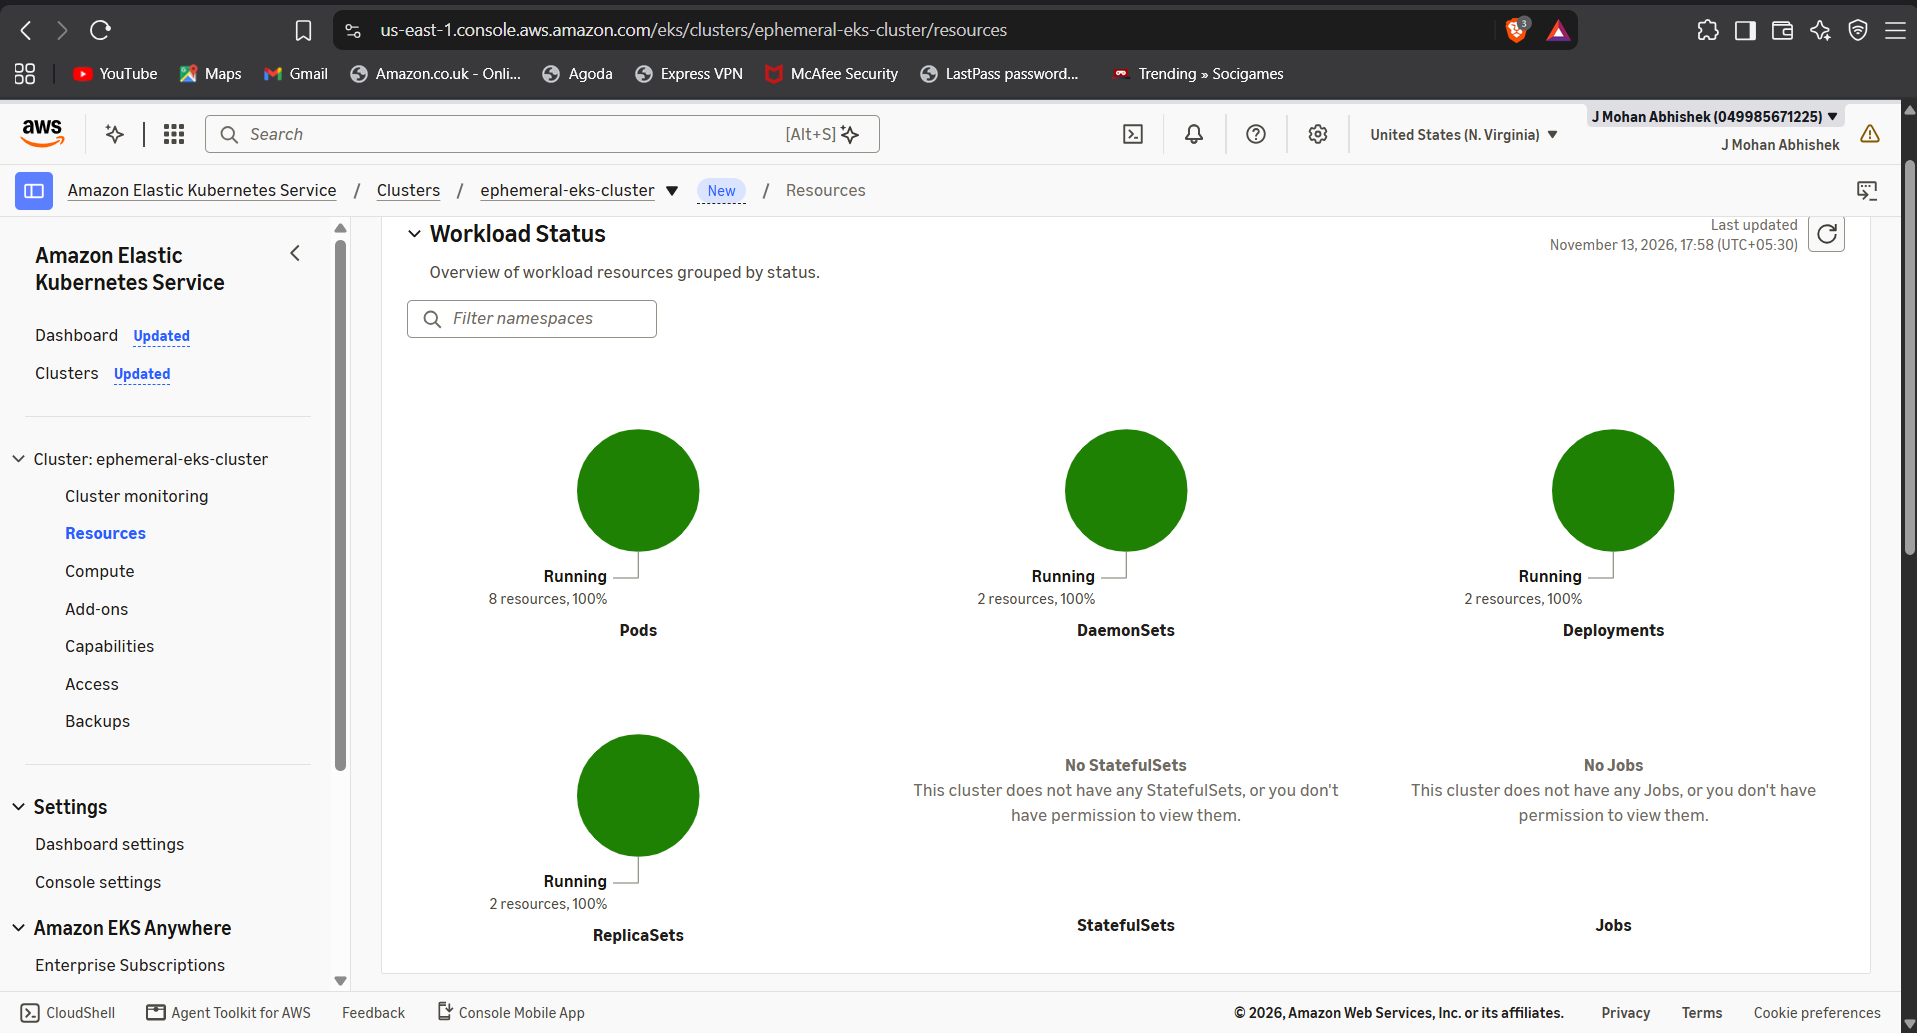 us-east-1.console.aws.amazon.com/eks/clusters/ephemeral-eks-cluster/resources
3
YouTube
Maps
Gmail
Amazon.co.uk - Onli...
Agoda
Express VPN
McAfee Security
LastPass password...
Trending » Socigames
aws
Search
[Alt+S]
United States (N. Virginia)
J Mohan Abhishek (049985671225)
J Mohan Abhishek
Amazon Elastic Kubernetes Service / Clusters / ephemeral-eks-cluster New / Resources
Amazon Elastic
Kubernetes Service
Dashboard Updated
Clusters Updated
Cluster: ephemeral-eks-cluster
Cluster monitoring
Resources
Compute
Add-ons
Capabilities
Access
Backups
Settings
Dashboard settings
Console settings
Amazon EKS Anywhere
Enterprise Subscriptions
Workload Status
Overview of workload resources grouped by status.
Last updated
November 13, 2026, 17:58 (UTC+05:30)
Filter namespaces
Running
8 resources, 100%
Pods
Running
2 resources, 100%
DaemonSets
Running
2 resources, 100%
Deployments
Running
2 resources, 100%
ReplicaSets
No StatefulSets
This cluster does not have any StatefulSets, or you don't
have permission to view them.
StatefulSets
No Jobs
This cluster does not have any Jobs, or you don't have
permission to view them.
Jobs
CloudShell
Agent Toolkit for AWS
Feedback
Console Mobile App
© 2026, Amazon Web Services, Inc. or its affiliates.
Privacy
Terms
Cookie preferences